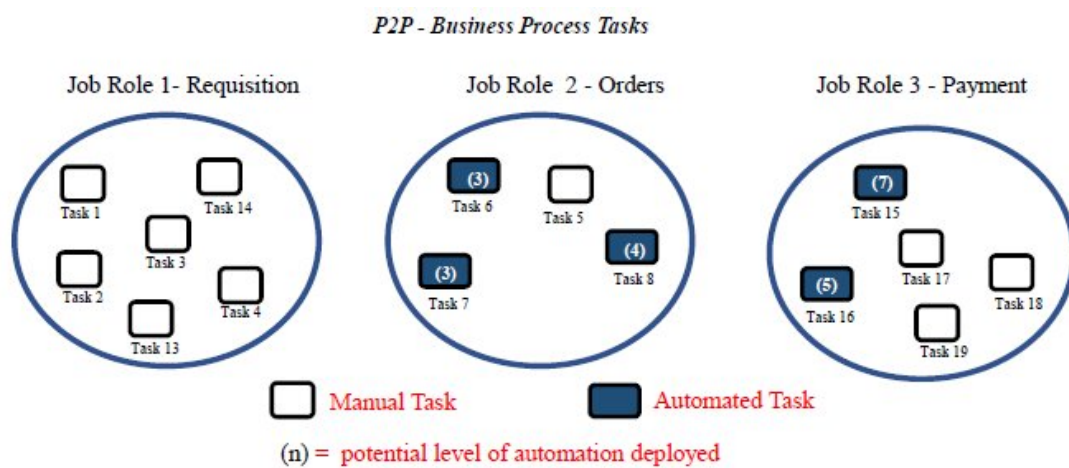 P2P - Business Process Tasks
Job Role 1- Requisition
Job Role 2 - Orders
Job Role 3 - Payment
Task 1
Task 14
Task 3
Task 2
Task 4
Task 13
(3)
Task 6
Task 5
(4)
Task 8
(3)
Task 7
(7)
Task 15
Task 17
(5)
Task 16
Task 18
Task 19
Manual Task
Automated Task
(n) = potential level of automation deployed